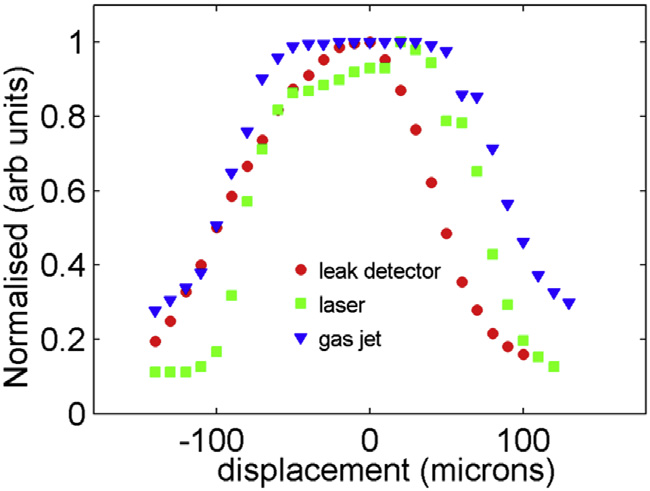 Normalised (arb units)
1
0.8
0.6
0.4
0.2
0
leak detector
laser
gas jet
-100
0
100
displacement (microns)